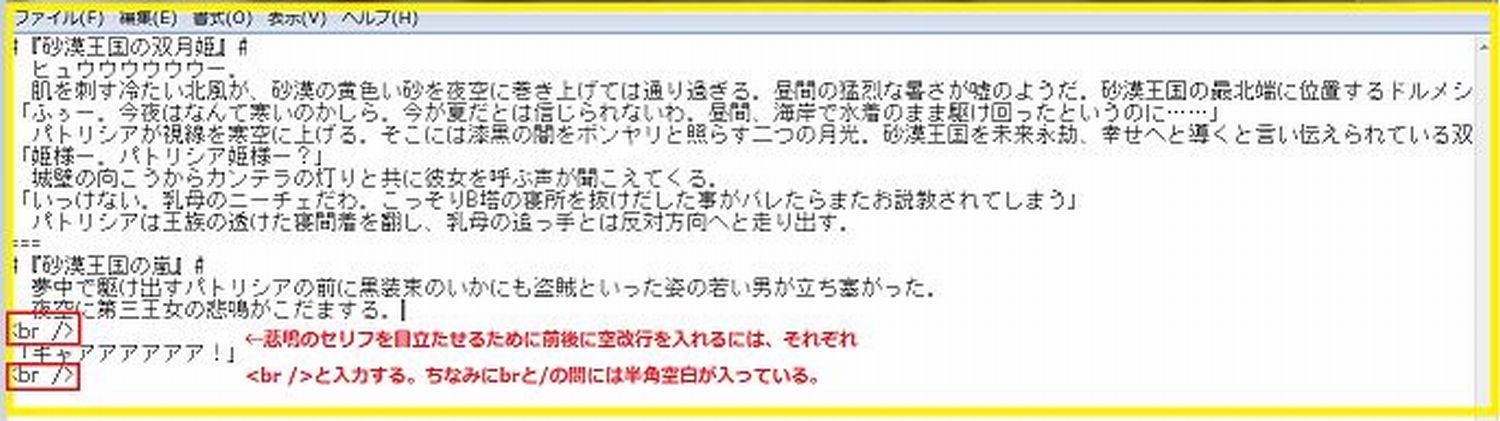 ファイル(F) 編集(E) 書式(O) 表示(V) ヘルプ(H)
#『砂漠王国の双月姫』#
ヒュウウウウウウー。
肌を刺す冷たい北風が、砂漠の黄色い砂を夜空に巻き上げては通り過ぎる。昼間の猛烈な暑さが嘘のようだ。砂漠王国の最北端に位置するドルメシ
「ふぅー。今夜はなんて寒いのかしら。今が夏だとは信じられないわ。昼間、海岸で水着のまま駆け回ったというのに……」
パトリシアが視線を寒空に上げる。そこには漆黒の闇をボンヤリと照らす二つの月光。砂漠王国を未来永劫、幸せへと導くと言い伝えられている双
「姫様ー。パトリシア姫様ー？」
城壁の向こうからカンテラの灯りと共に彼女を呼ぶ声が聞こえてくる。
「いっけない。乳母のニーチェだわ。こっそりB塔の寝所を抜けだした事がバレたらまたお説教されてしまう」
パトリシアは王族の透けた寝間着を翻し、乳母の追っ手とは反対方向へと走り出す。
===
#『砂漠王国の嵐』#
夢中で駆け出すパトリシアの前に黒装束のいかにも盗賊といった姿の若い男が立ち塞がった。
夜空に第三王女の悲鳴がこだまする。
<br />
←悲鳴のセリフを目立たせるために前後に空改行を入れるには、それぞれ
「ギャアアアアアア！」
<br />
<br />と入力する。ちなみにbrと/の間には半角空白が入っている。